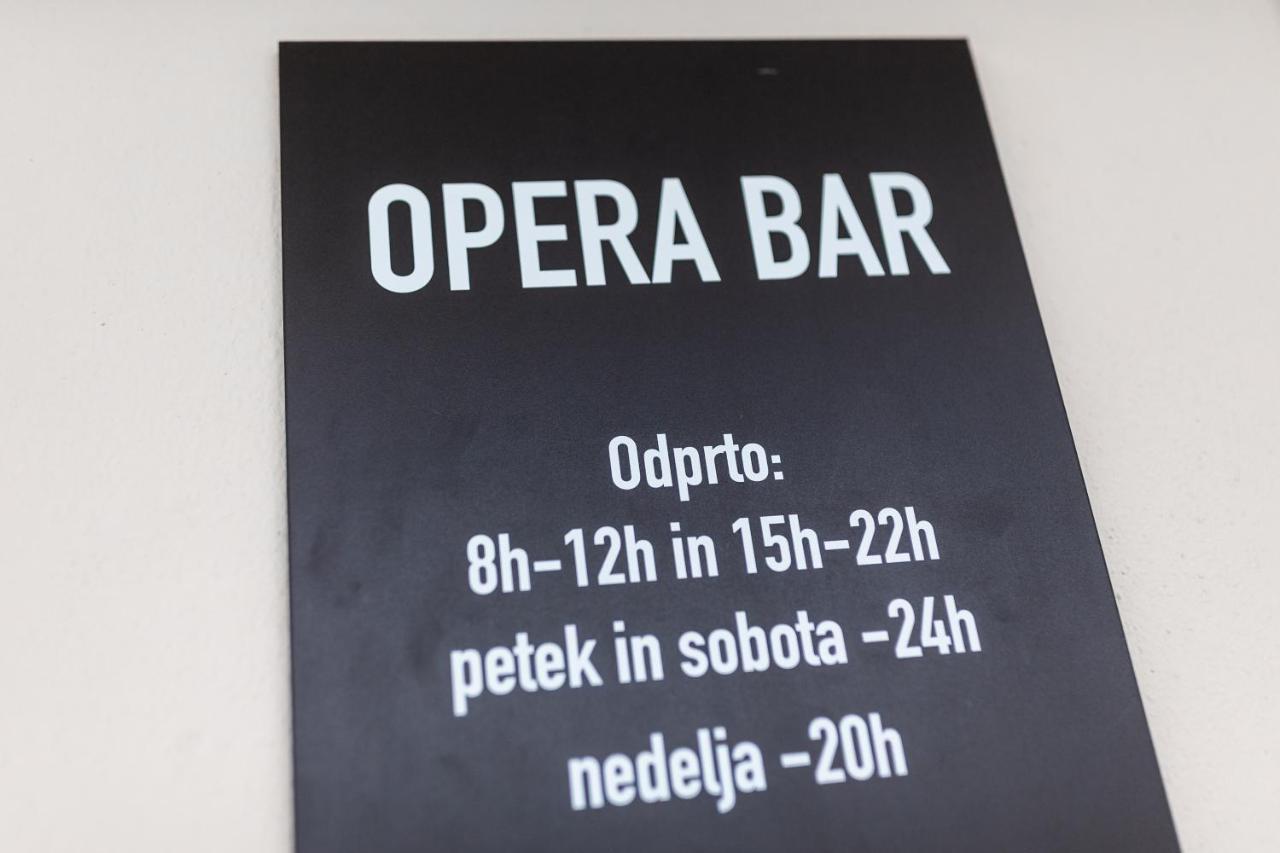 OPERA BAR
Odprto:
8h-12h in 15h-22h
petek in sobota -24h
nedelja -20h